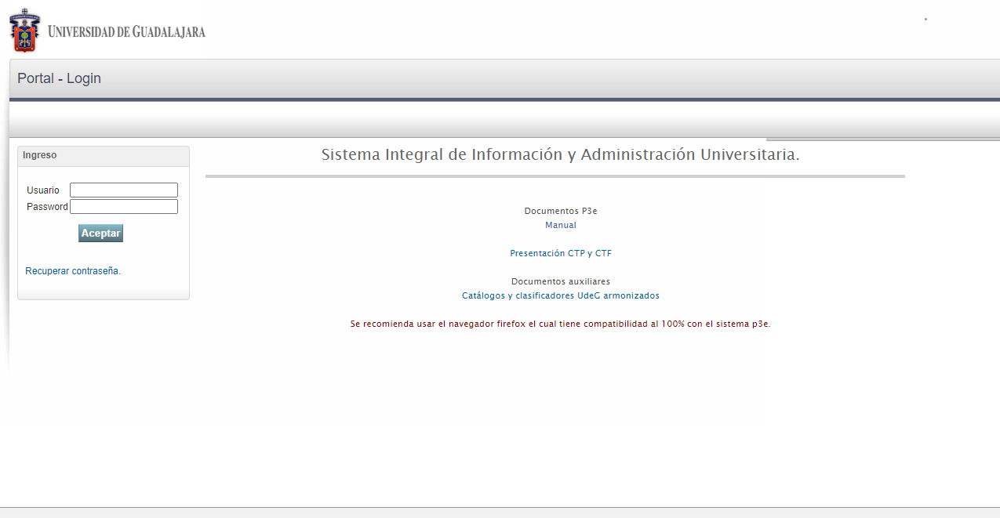 UNIVERSIDAD DE GUADALAJARA
Portal - Login
Ingreso
Usuario
Password
Aceptar
Recuperar contraseña.
Sistema Integral de Información y Administración Universitaria.
Documentos P3e
Manual
Presentación CTP y CTF
Documentos auxiliares
Catálogos y clasificadores UdeG armonizados
Se recomienda usar el navegador firefox el cual tiene compatibilidad al 100% con el sistema p3e.